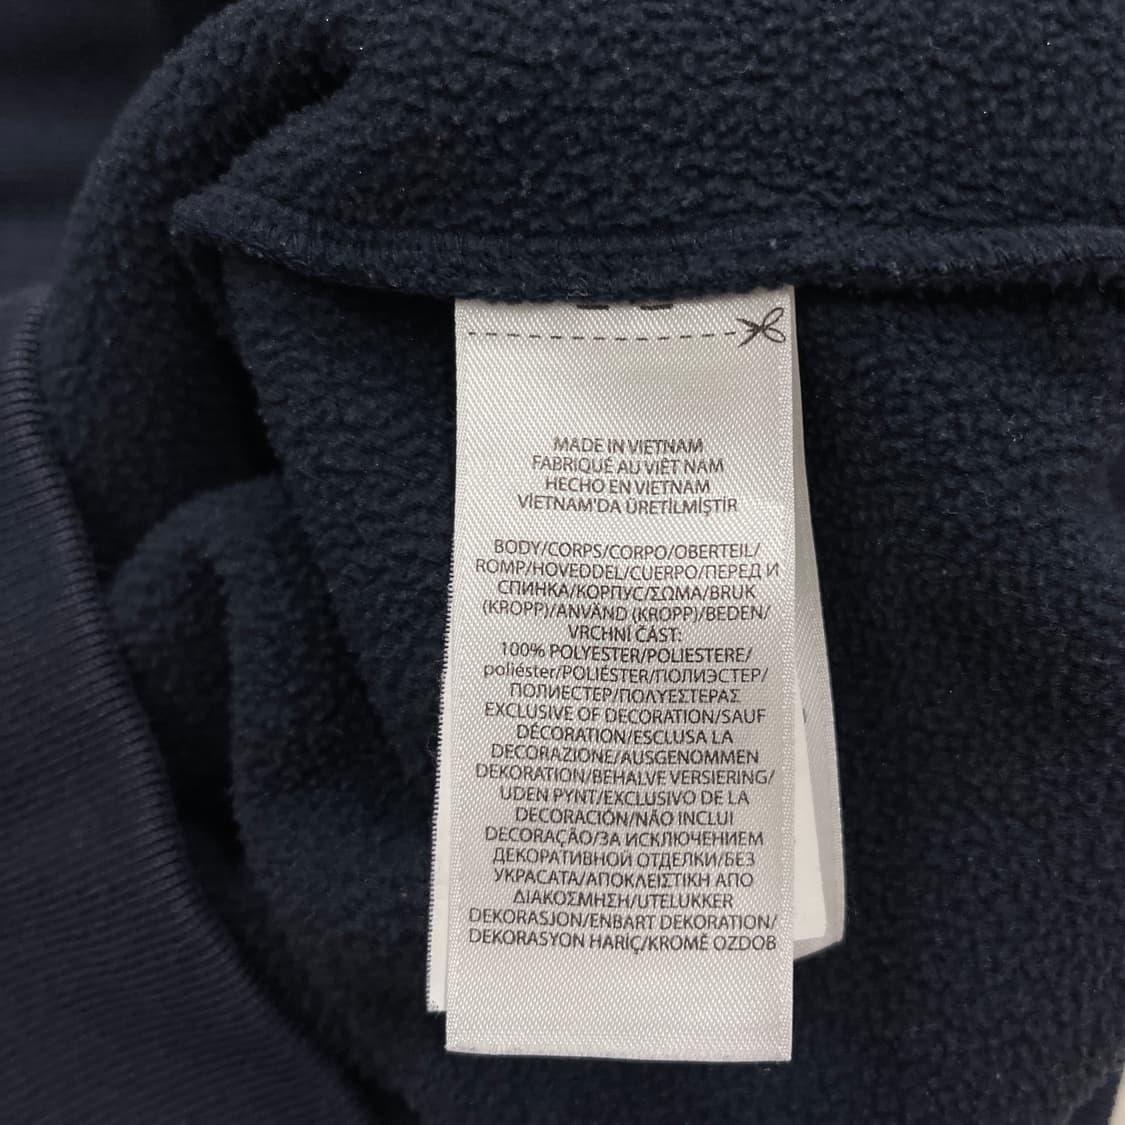 MADE IN VIETNAM
FABRIQUÉ AU VIÊT NAM
HECHO EN VIETNAM
VİETNAM'DA ÜRETİLMİŞTİR
BODY/CORPS/CORPO/OBERTEIL/
ROMP/HOVEDDEL/CUERPO/ПЕРЕД И
СПИНКА/КОРПУС/ΣΩΜΑ/BRUK
(KROPP)/ANVÄND (KROPP)/BEDEN/
VRCHNÍ ČÁST:
100% POLYESTER/POLIESTERE/
poliéster/POLIÉSTER/ПОЛИЭСТЕР/
ПОЛИЕСТЕР/ΠΟΛΥΕΣΤΕΡΑΣ
EXCLUSIVE OF DECORATION/SAUF
DÉCORATION/ESCLUSA LA
DECORAZIONE/AUSGENOMMEN
DEKORATION/BEHALVE VERSIERING/
UDEN PYNT/EXCLUSIVO DE LA
DECORACIÓN/NÃO INCLUI
DECORAÇÃO/ЗА ИСКЛЮЧЕНИЕМ
ДЕКОРАТИВНОЙ ОТДЕЛКИ/БЕЗ
УКРАСАТА/ΑΠΟΚΛΕΙΣΤΙΚΗ ΑΠΟ
ΔΙΑΚΟΣΜΗΣΗ/UTELUKKER
DEKORASJON/ENBART DEKORATION/
DEKORASYON HARİÇ/KROMĚ OZDOB